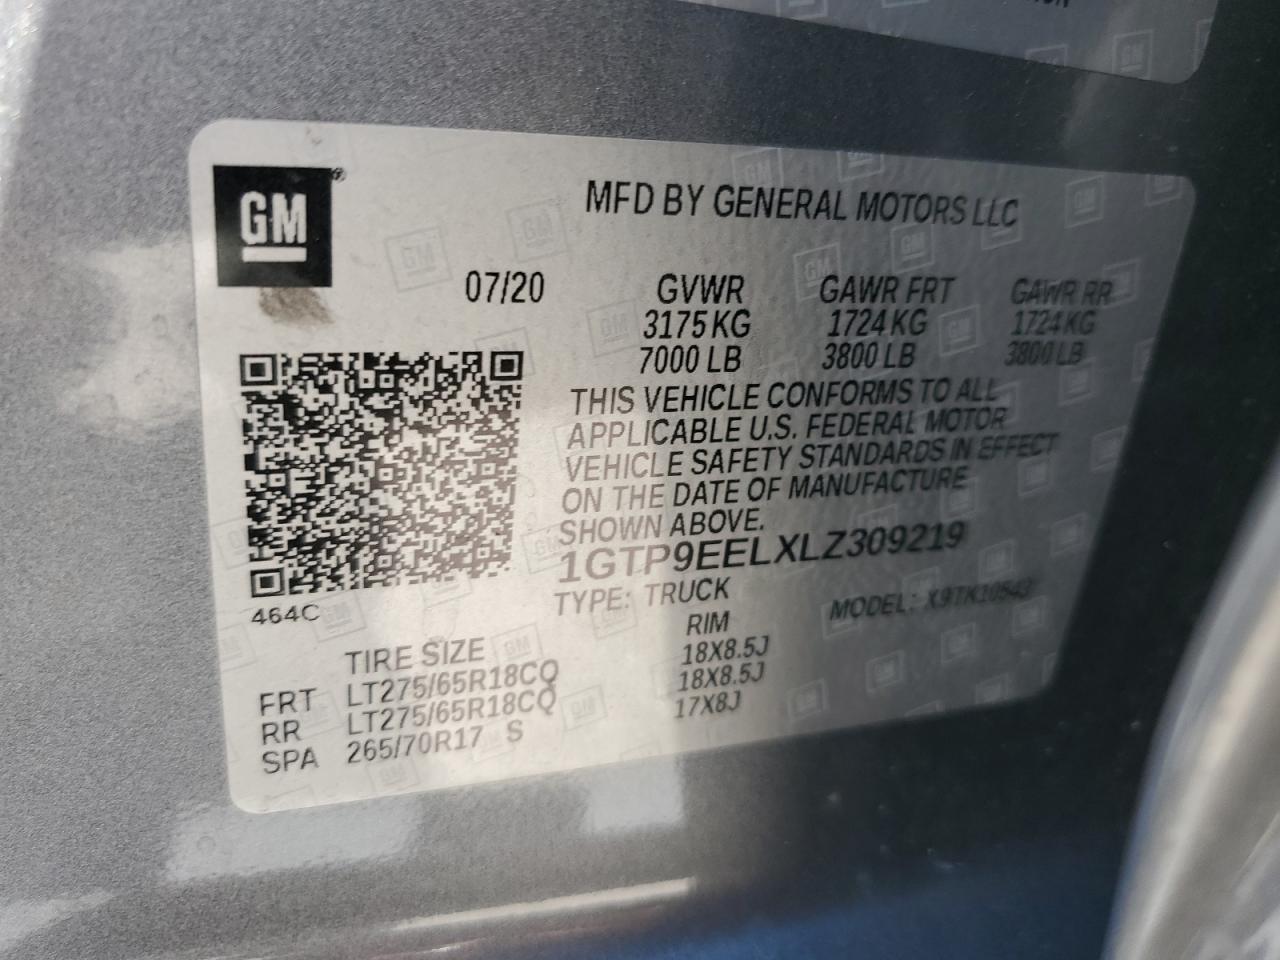 GM
MFD BY GENERAL MOTORS LLC
07/20 GVWR GAWR FRT GAWR RR
3175 KG 1724 KG 1724 KG
7000 LB 3800 LB 3800 LB
THIS VEHICLE CONFORMS TO ALL
APPLICABLE U.S. FEDERAL MOTOR
VEHICLE SAFETY STANDARDS IN EFFECT
ON THE DATE OF MANUFACTURE
SHOWN ABOVE.
1GTP9EELXLZ309219
TYPE: TRUCK MODEL: X9TK10543
464C
TIRE SIZE RIM
FRT LT275/65R18CQ 18X8.5J
RR LT275/65R18CQ 18X8.5J
SPA 265/70R17 S 17X8J